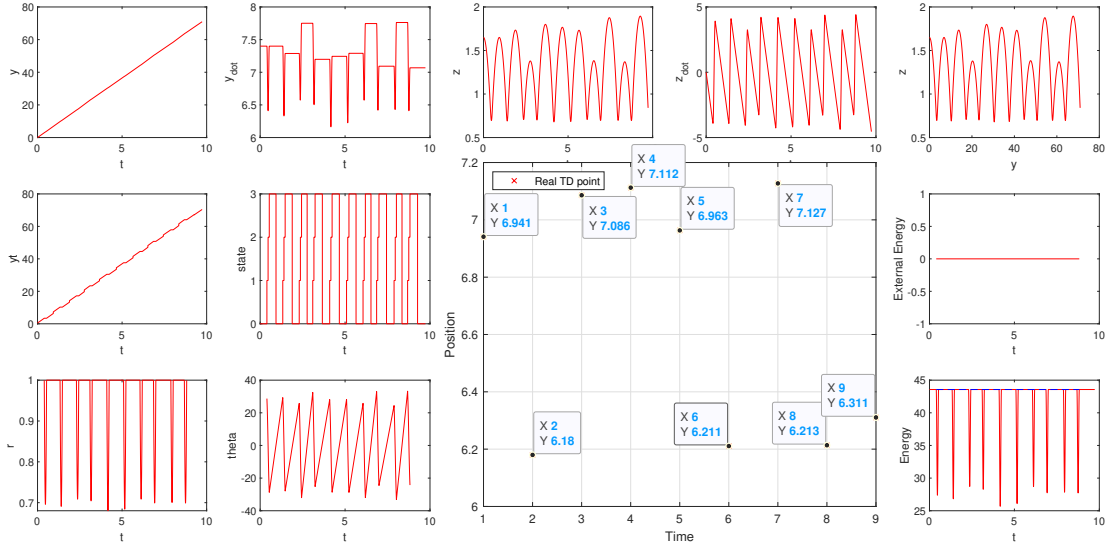 80
60
40
20
0
y
0
5
10
t
8
7.5
7
6.5
6
y_dot
0
5
10
t
2
1.5
1
0.5
z
0
5
10
t
5
0
-5
z_dot
0
5
10
t
2
1.5
1
0.5
z
0
20
40
60
80
y
80
60
40
20
0
yt
0
5
10
t
3
2
1
0
state
0
5
10
t
7.2
7
6.8
6.6
6.4
6.2
6
Position
Real TD point
X 1
Y 6.941
X 2
Y 6.18
X 3
Y 7.086
X 4
Y 7.112
X 5
Y 6.963
X 6
Y 6.211
X 7
Y 7.127
X 8
Y 6.213
X 9
Y 6.311
1
2
3
4
5
6
7
8
9
Time
1
0.5
0
-0.5
-1
External Energy
0
5
10
t
1
0.9
0.8
0.7
r
0
5
10
t
40
20
0
-20
-40
theta
0
5
10
t
45
40
35
30
25
Energy
0
5
10
t